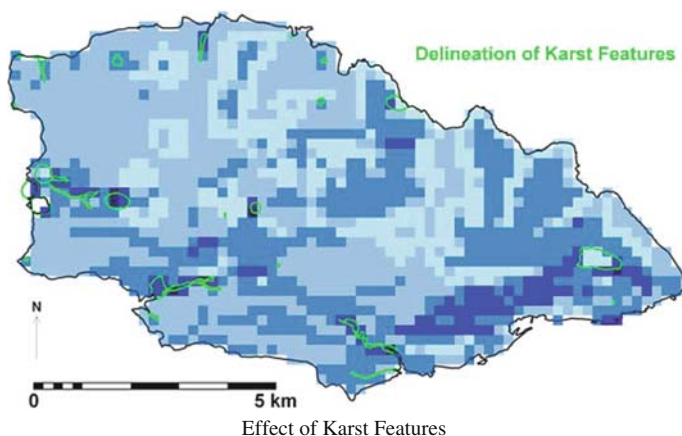 Delineation of Karst Features
N
0 5 km
Effect of Karst Features